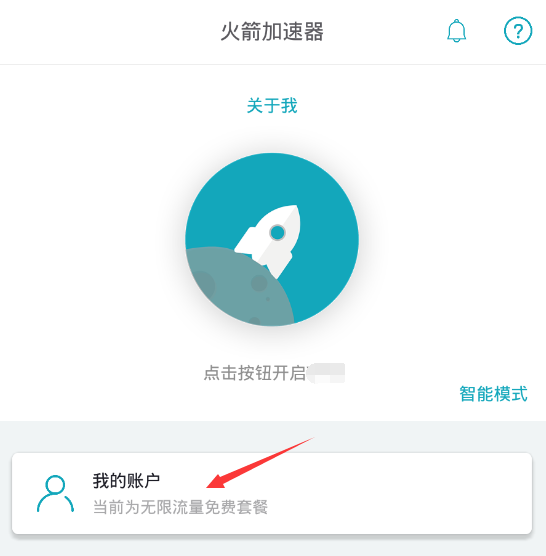 火箭加速器
?
关于我
点击按钮开启
智能模式
我的账户
当前为无限流量免费套餐